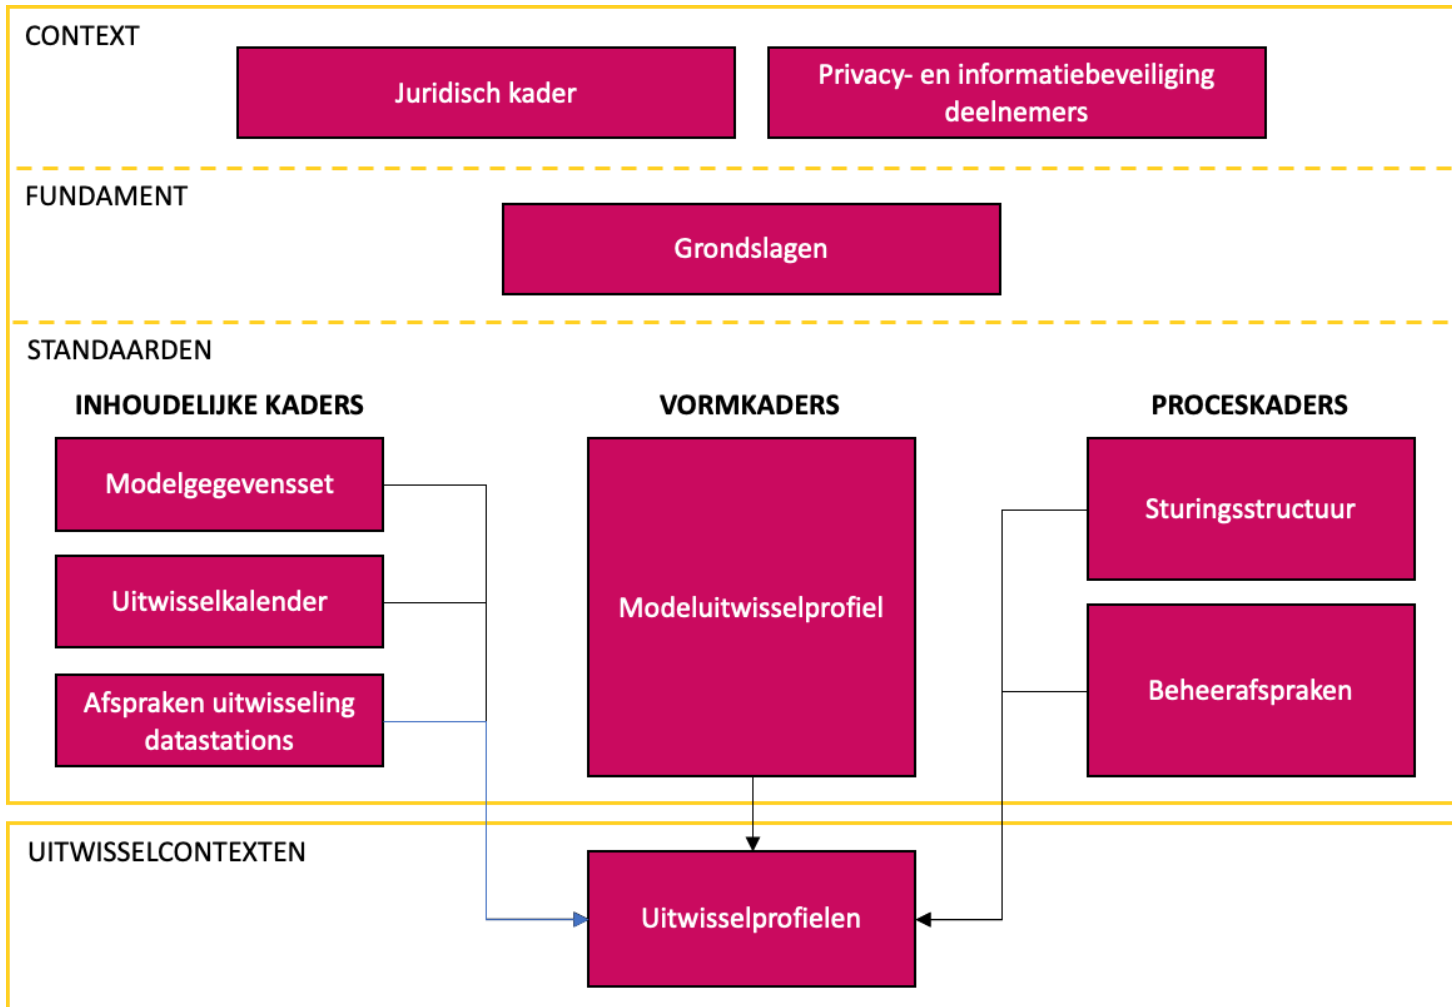 CONTEXT
Juridisch kader
Privacy- en informatiebeveiliging
deelnemers
FUNDAMENT
Grondslagen
STANDAARDEN
INHOUDELIJKE KADERS
VORMKADERS
PROCESKADERS
Modelgegevensset
Uitwisselkalender
Afspraken uitwisseling
datastations
Modeluitwisselprofiel
Sturingsstructuur
Beheerafspraken
UITWISSELCONTEXTEN
Uitwisselprofielen